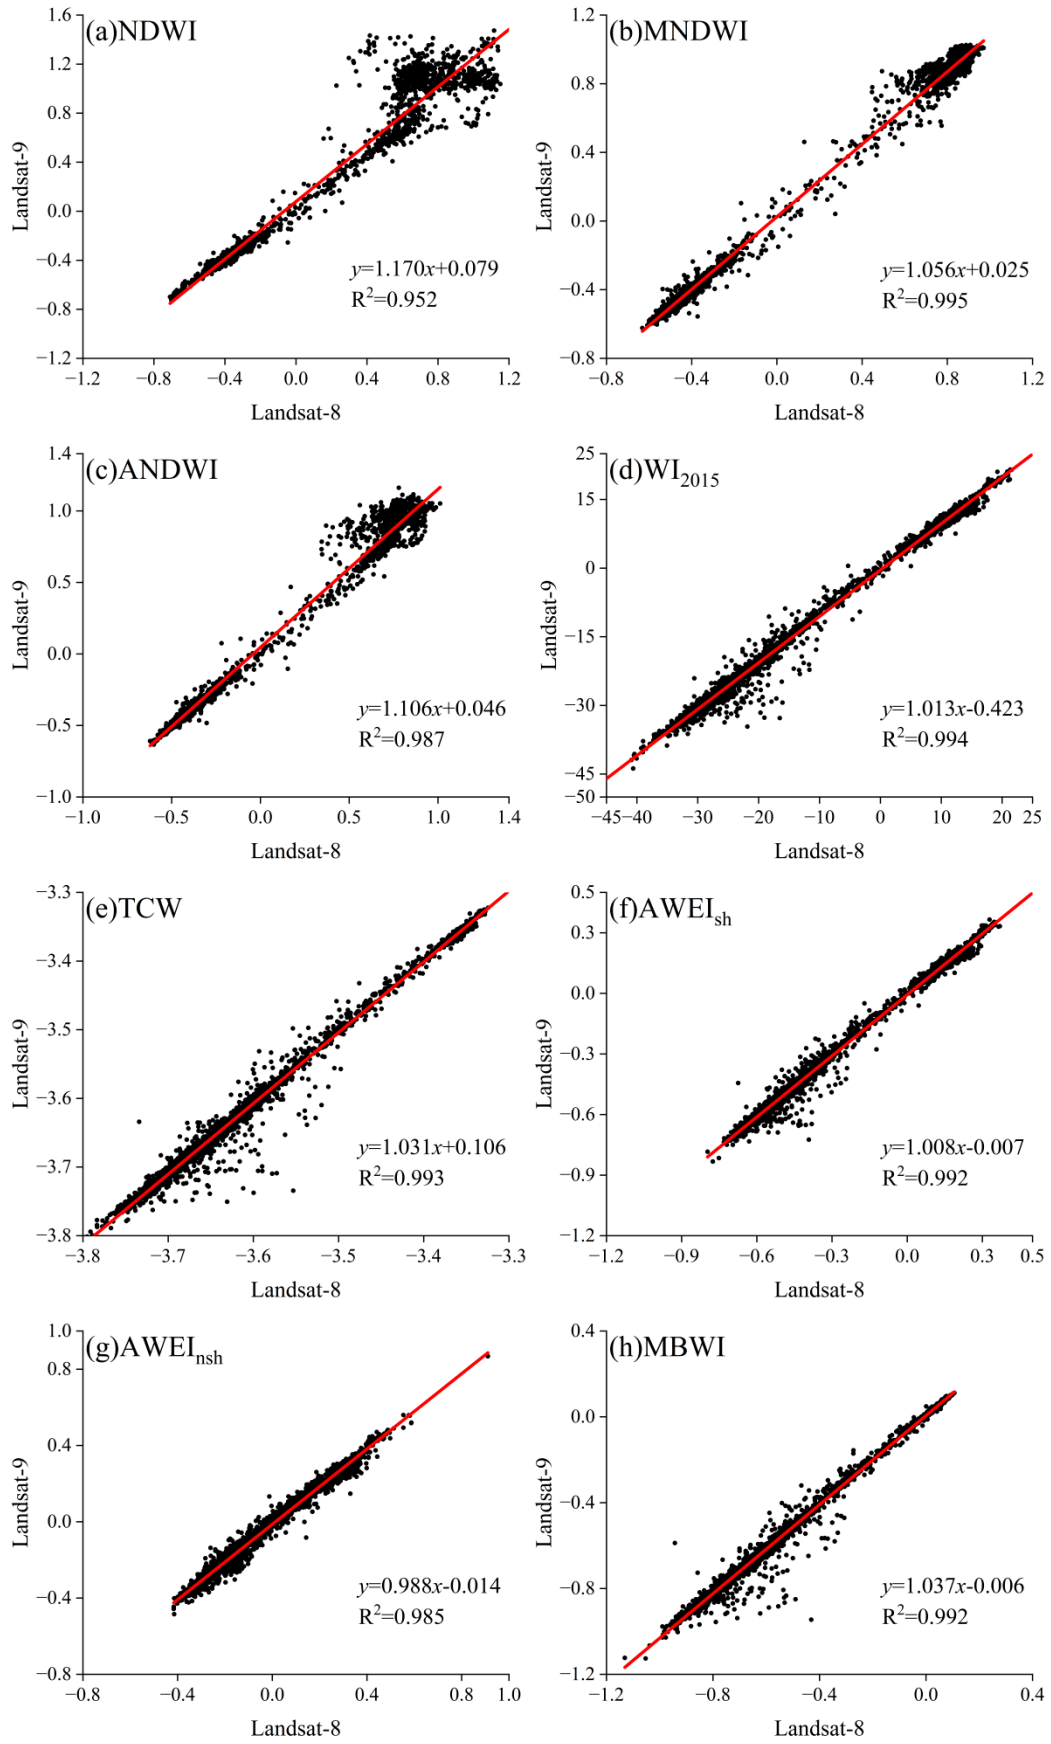 (a)NDWI
1.6
1.2
0.8
0.4
0.0
−0.4
−0.8
−1.2
Landsat-9
y=1.170x+0.079
R²=0.952
−1.2 −0.8 −0.4 0.0 0.4 0.8 1.2
Landsat-8
(b)MNDWI
1.2
0.8
0.4
0.0
−0.4
−0.8
Landsat-9
y=1.056x+0.025
R²=0.995
−0.8 −0.4 0.0 0.4 0.8 1.2
Landsat-8
(c)ANDWI
1.4
1.0
0.5
0.0
−0.5
−1.0
Landsat-9
y=1.106x+0.046
R²=0.987
−1.0 −0.5 0.0 0.5 1.0 1.4
Landsat-8
(d)WI₂₀₁₅
25
15
0
−15
−30
−45
−50
Landsat-9
y=1.013x-0.423
R²=0.994
−45 −40 −30 −20 −10 0 10 20 25
Landsat-8
(e)TCW
−3.3
−3.4
−3.5
−3.6
−3.7
−3.8
Landsat-9
y=1.031x+0.106
R²=0.993
−3.8 −3.7 −3.6 −3.5 −3.4 −3.3
Landsat-8
(f)AWEIsh
0.5
0.3
0.0
−0.3
−0.6
−0.9
−1.2
Landsat-9
y=1.008x-0.007
R²=0.992
−1.2 −0.9 −0.6 −0.3 0.0 0.3 0.5
Landsat-8
(g)AWEInsh
1.0
0.8
0.4
0.0
−0.4
−0.8
Landsat-9
y=0.988x-0.014
R²=0.985
−0.8 −0.4 0.0 0.4 0.8 1.0
Landsat-8
(h)MBWI
0.4
0.0
−0.4
−0.8
−1.2
Landsat-9
y=1.037x-0.006
R²=0.992
−1.2 −0.8 −0.4 0.0 0.4
Landsat-8